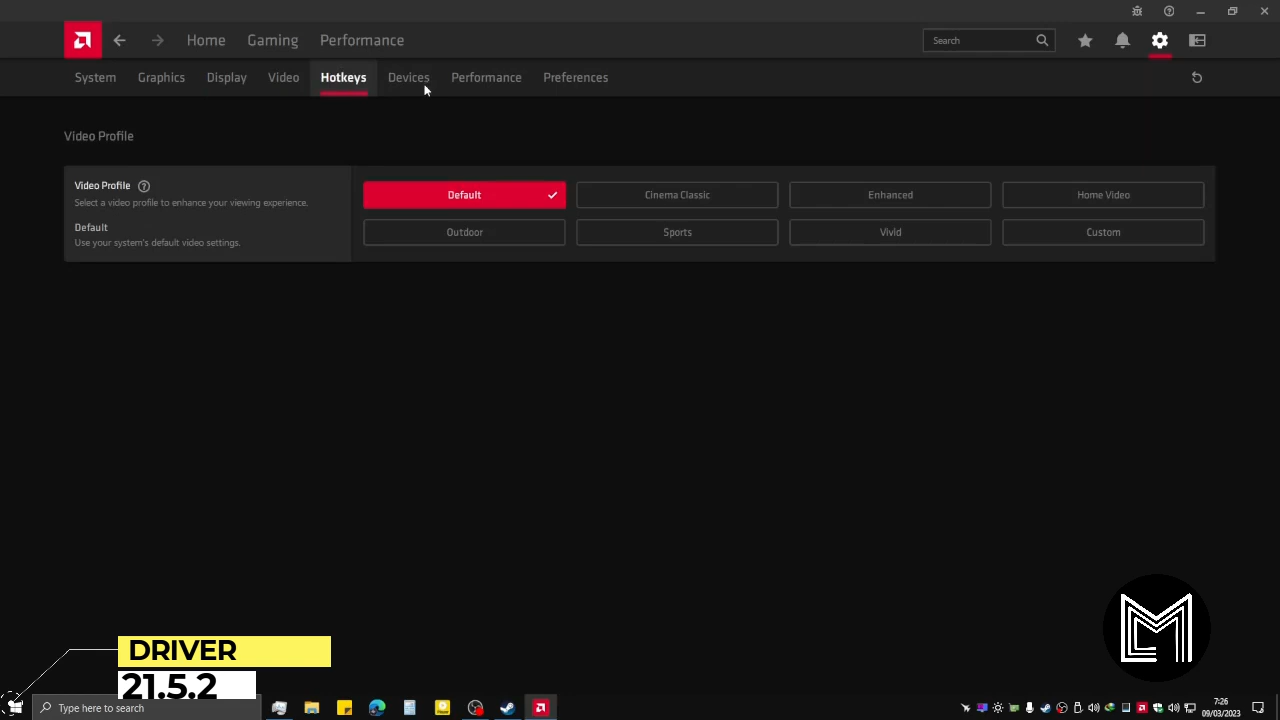 Home Gaming Performance Search
System Graphics Display Video Hotkeys Devices Performance Preferences
Video Profile
Video Profile
Select a video profile to enhance your viewing experience.
Default
Use your system's default video settings.
Default Cinema Classic Enhanced Home Video
Outdoor Sports Vivid Custom
DRIVER
21.5.2
Type here to search
7:26
09/03/2023